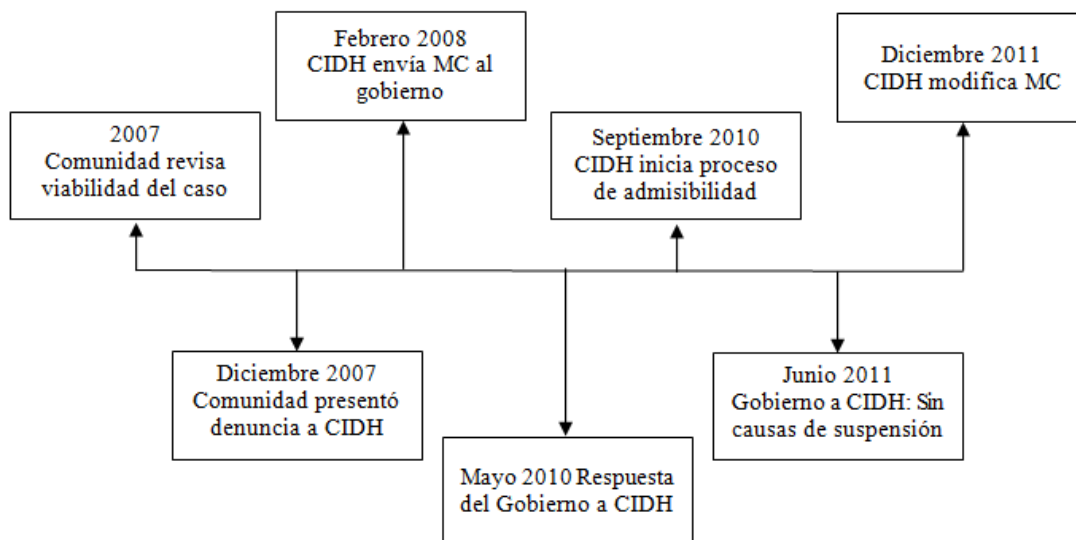 2007
Comunidad revisa
viabilidad del caso
Diciembre 2007
Comunidad presentó
denuncia a CIDH
Febrero 2008
CIDH envía MC al
gobierno
Mayo 2010 Respuesta
del Gobierno a CIDH
Septiembre 2010
CIDH inicia proceso
de admisibilidad
Junio 2011
Gobierno a CIDH: Sin
causas de suspensión
Diciembre 2011
CIDH modifica MC